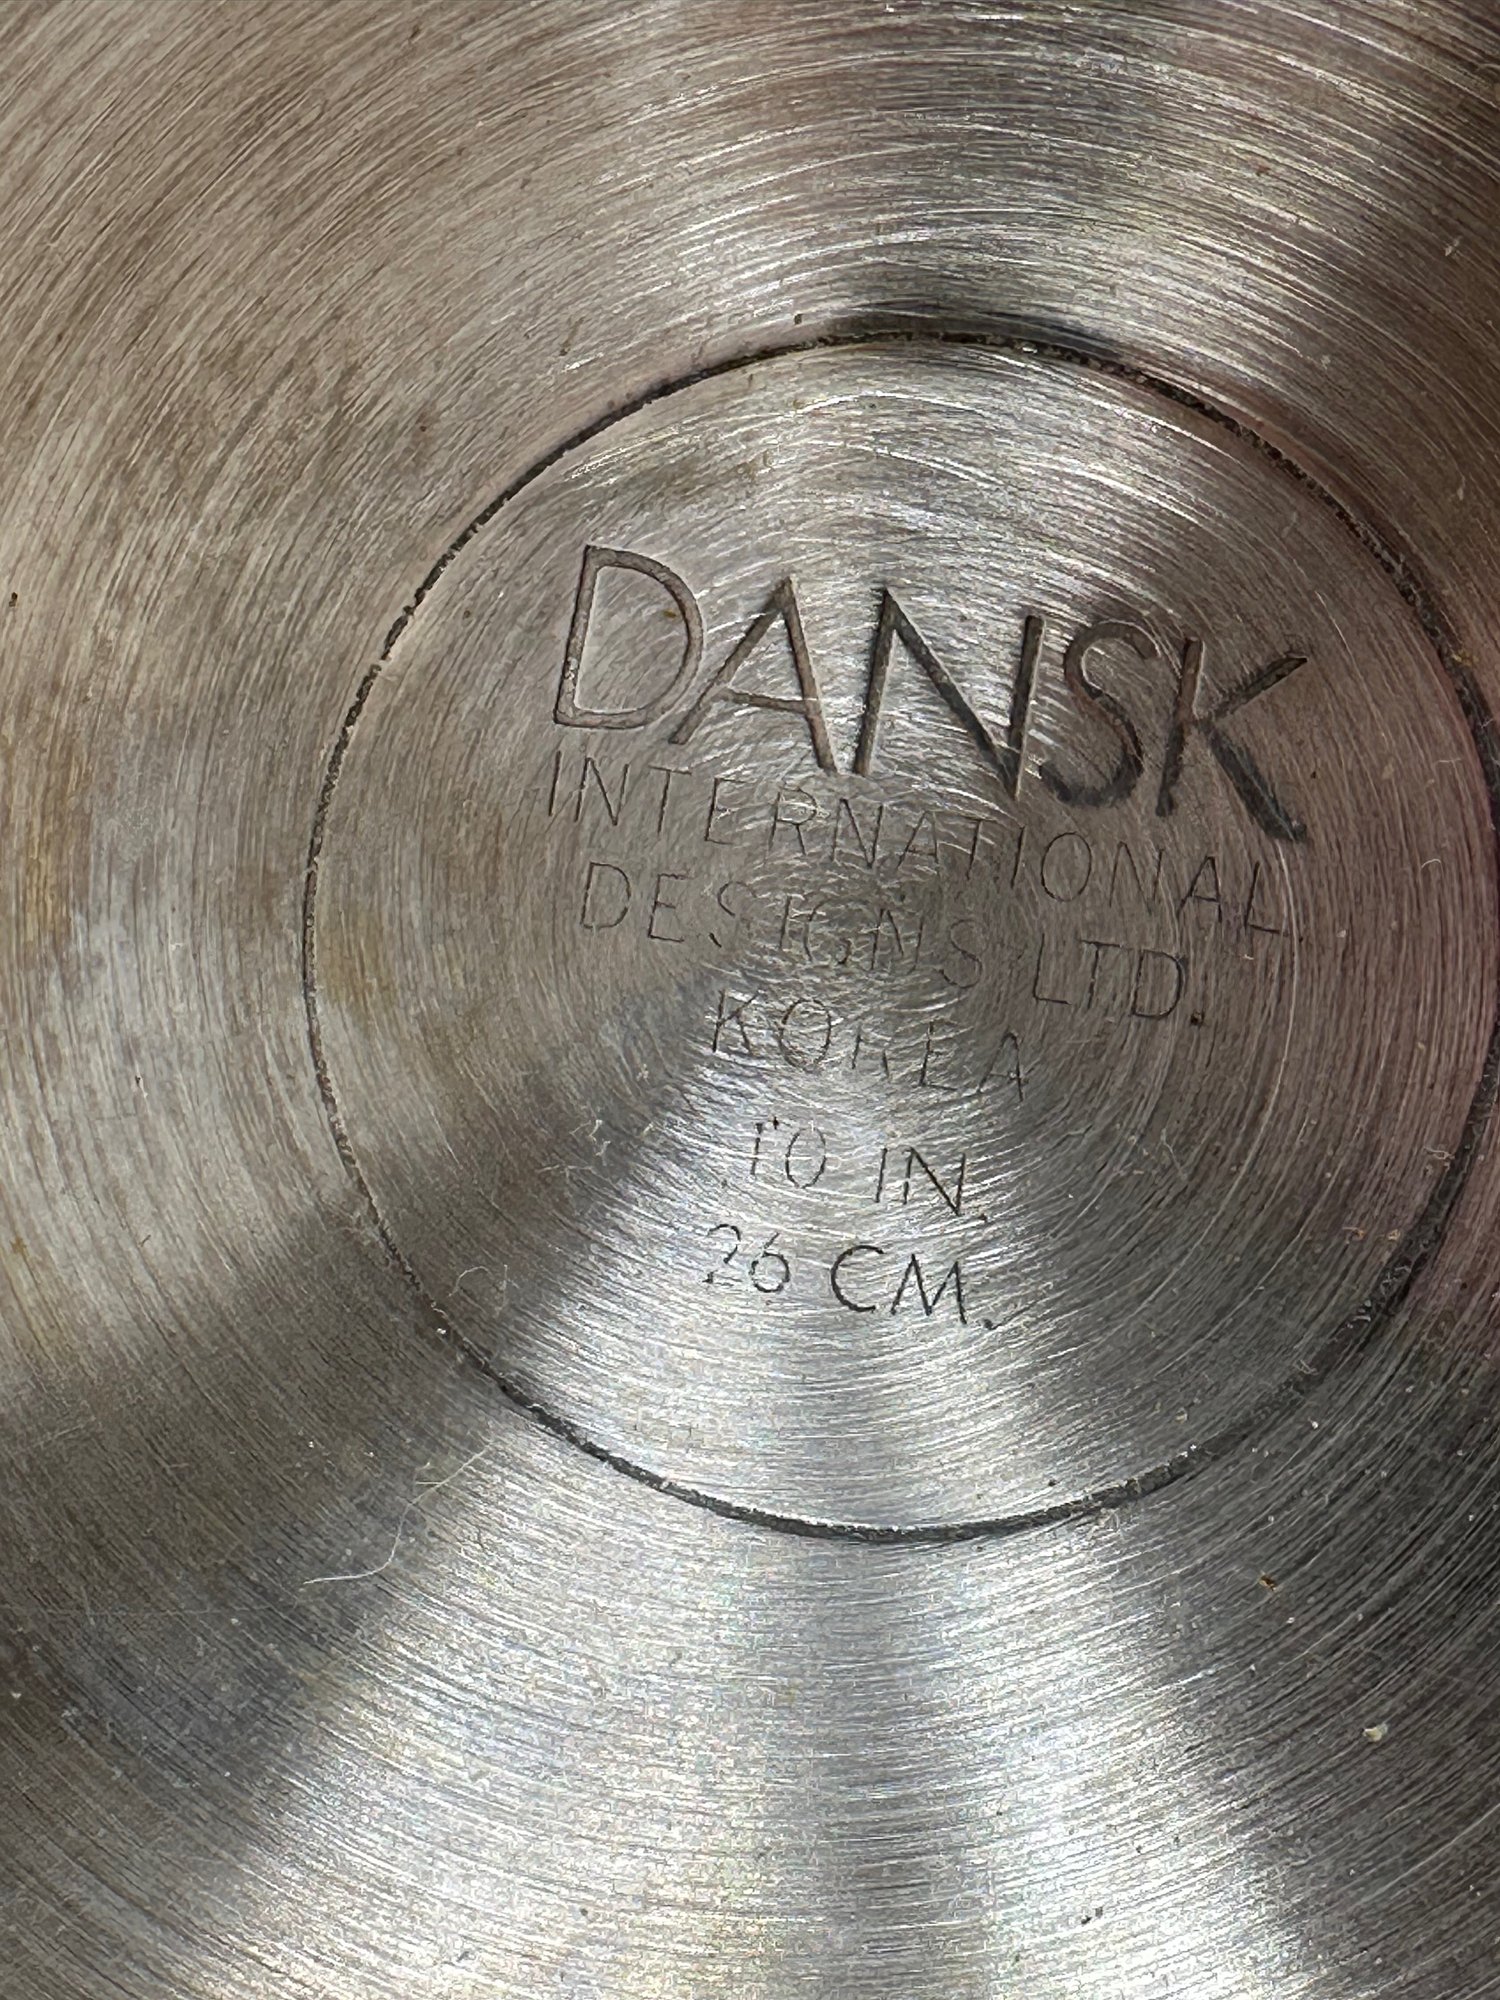 DANSK
INTERNATIONAL
DESIGNS LTD.
KOREA
10 IN.
26 CM.